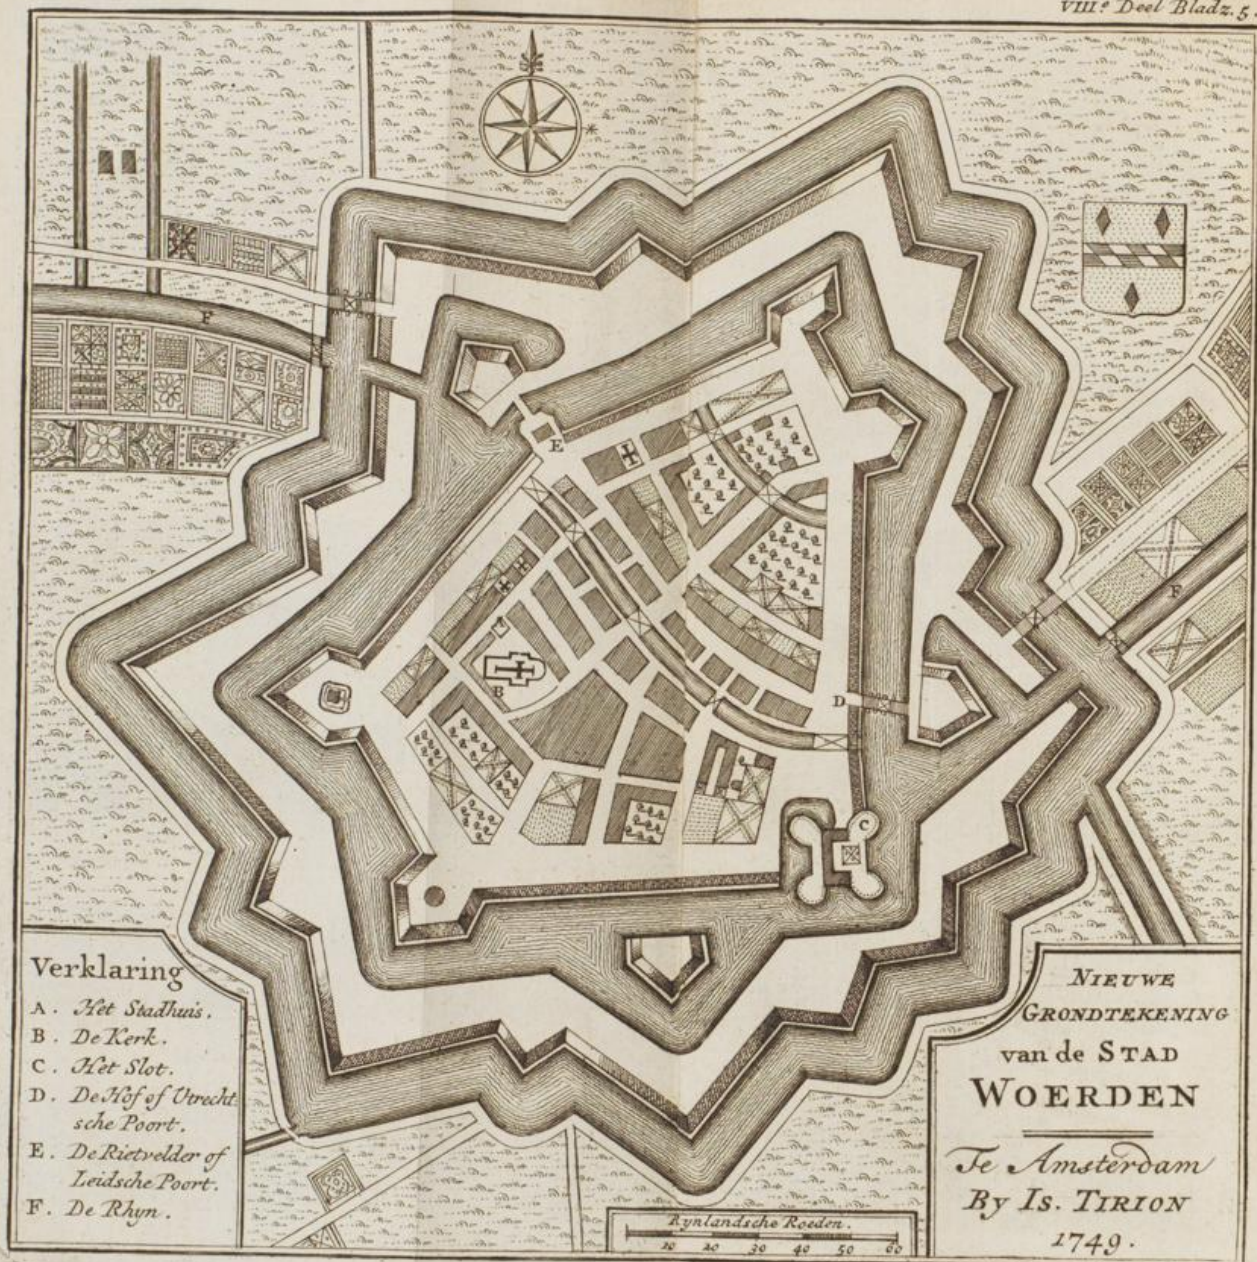 VIIIᵉ Deel Bladz. 5
F
E
F
D
A
B
C
Verklaring
A. Het Stadhuis.
B. De Kerk.
C. Het Slot.
D. De Hof of Utrecht
sche Poort.
E. De Rietvelder of
Leidsche Poort.
F. De Rhyn.
NIEUWE
GRONDTEKENING
van de STAD
WOERDEN
Te Amsterdam
By Is. TIRION
1749.
Rynlandsche Roeden.
10 20 30 40 50 60